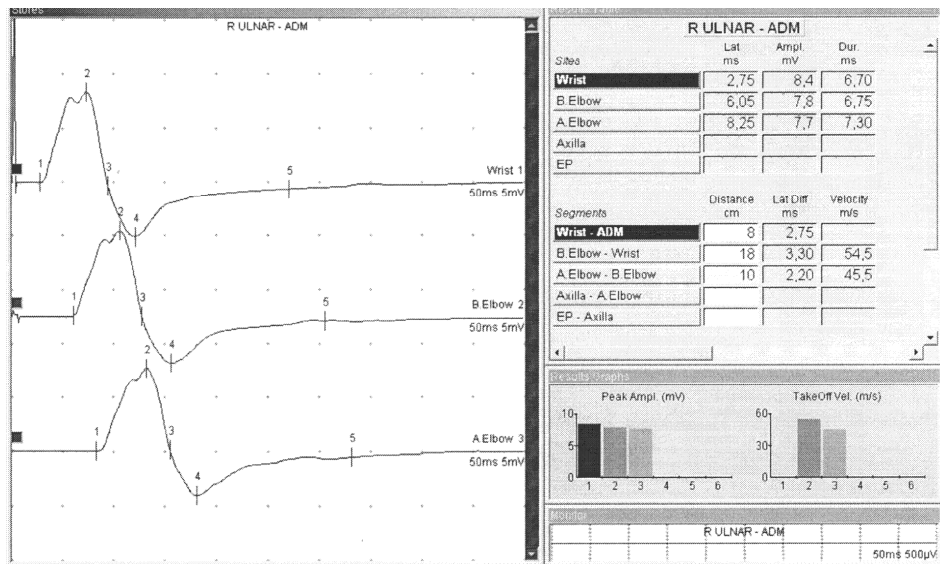 Stores
R ULNAR - ADM
2
1
3
5
Wrist 1
50ms 5mV
2
4
1
3
5
B.Elbow 2
50ms 5mV
4
2
1
3
5
A.Elbow 3
50ms 5mV
4
R ULNAR - ADM
Lat Ampl. Dur.
Sites ms mV ms
Wrist 2,75 8,4 6,70
B.Elbow 6,05 7,8 6,75
A.Elbow 8,25 7,7 7,30
Axilla
EP
Distance Lat Diff Velocity
Segments cm ms m/s
Wrist - ADM 8 2,75
B.Elbow - Wrist 18 3,30 54,5
A.Elbow - B.Elbow 10 2,20 45,5
Axilla - A.Elbow
EP - Axilla
Results Graphs
Peak Ampl. (mV) TakeOff Vel. (m/s)
10 60
5 30
0 0
1 2 3 4 5 6 1 2 3 4 5 6
Monitor
R ULNAR - ADM
50ms 500µV